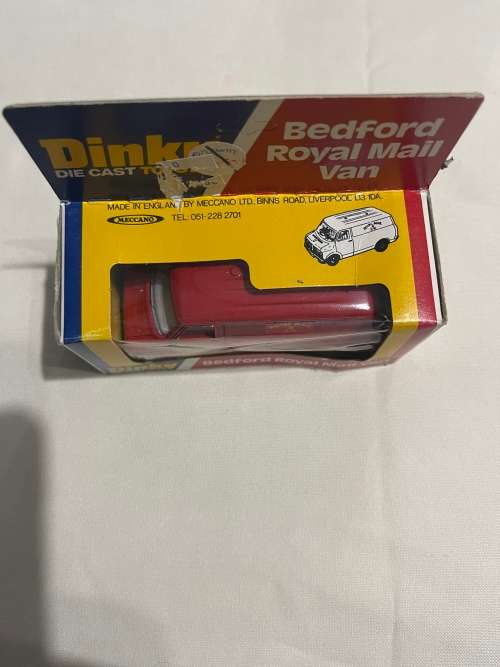 Dinky
DIE CAST TO
Bedford
Royal Mail
Van
MADE IN ENGLAND BY MECCANO LTD. BINNS ROAD, LIVERPOOL L13 1DA.
MECCANO
TEL: 051-228 2701
Dinky
Bedford Royal Mail